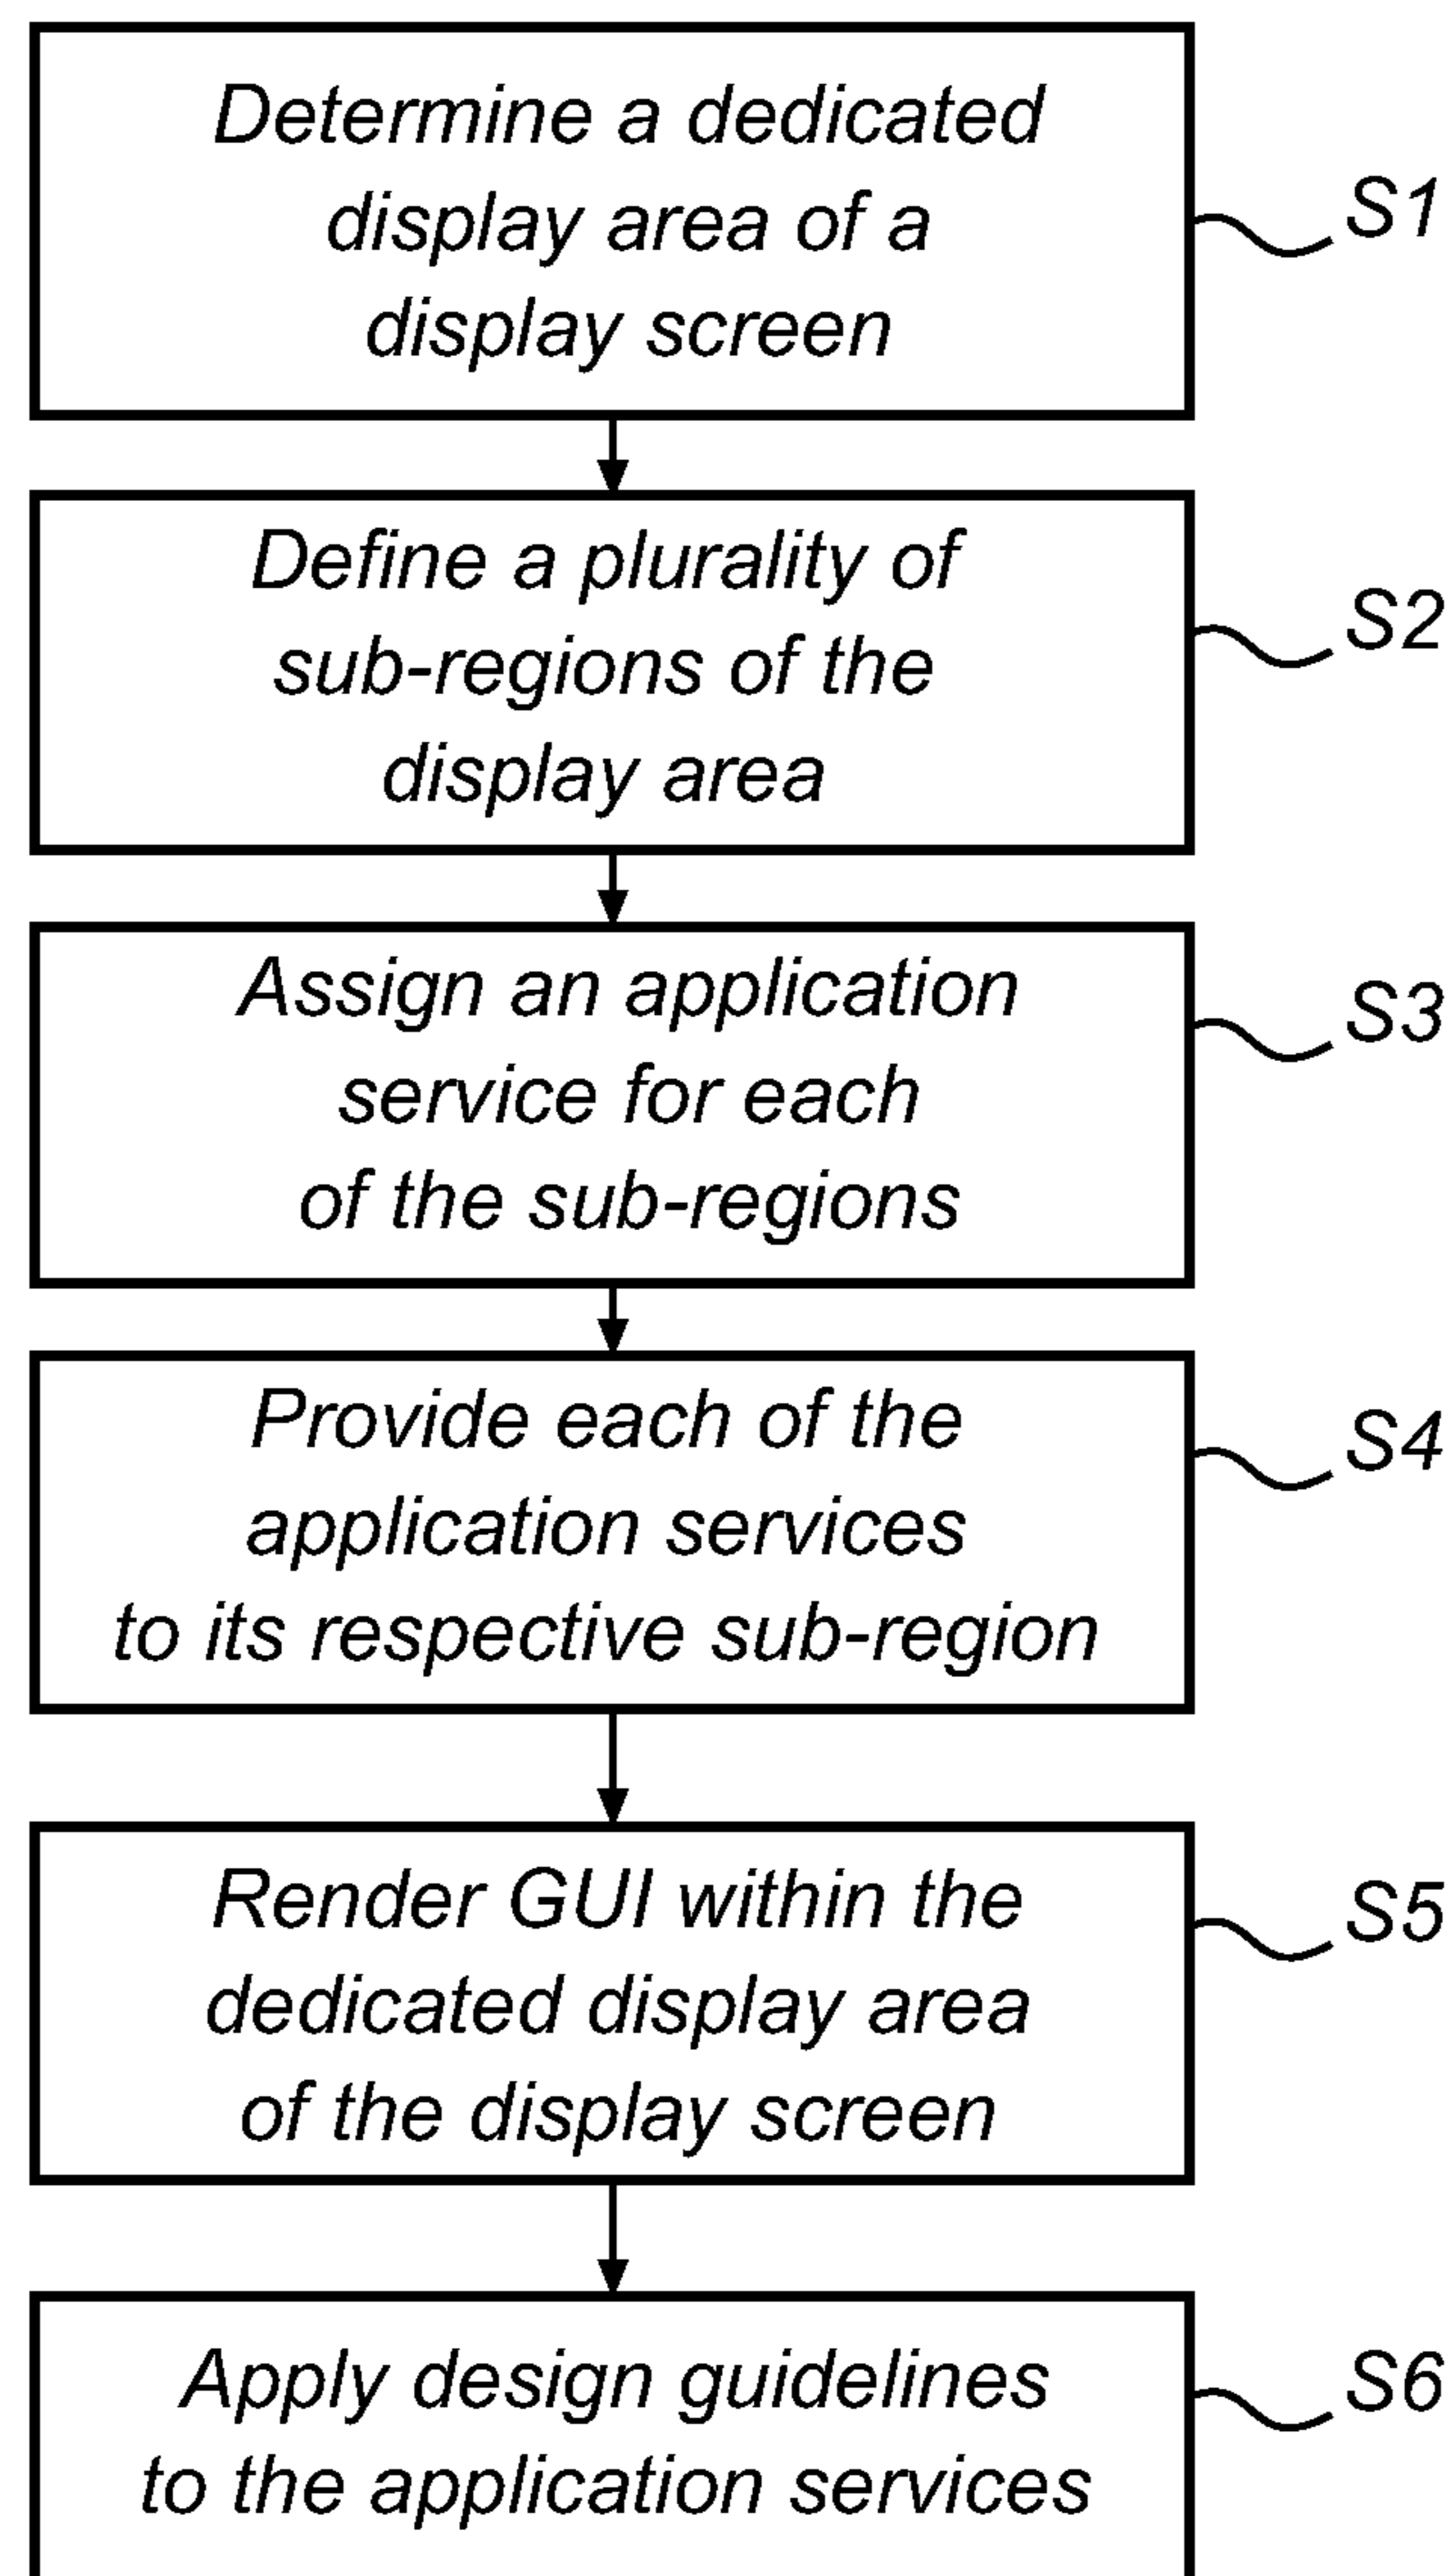 Determine a dedicated
display area of a
display screen
S1
Define a plurality of
sub-regions of the
display area
S2
Assign an application
service for each
of the sub-regions
S3
Provide each of the
application services
to its respective sub-region
S4
Render GUI within the
dedicated display area
of the display screen
S5
Apply design guidelines
to the application services
S6